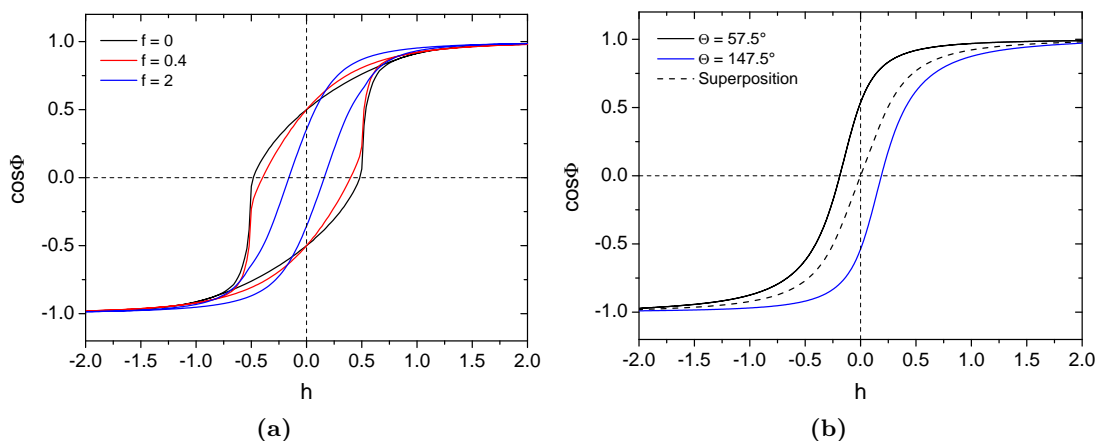 f = 0
f = 0.4
f = 2
1.0
0.5
0.0
-0.5
-1.0
cosΦ
-2.0 -1.5 -1.0 -0.5 0.0 0.5 1.0 1.5 2.0
h
(a)
Θ = 57.5°
Θ = 147.5°
Superposition
1.0
0.5
0.0
-0.5
-1.0
cosΦ
-2.0 -1.5 -1.0 -0.5 0.0 0.5 1.0 1.5 2.0
h
(b)